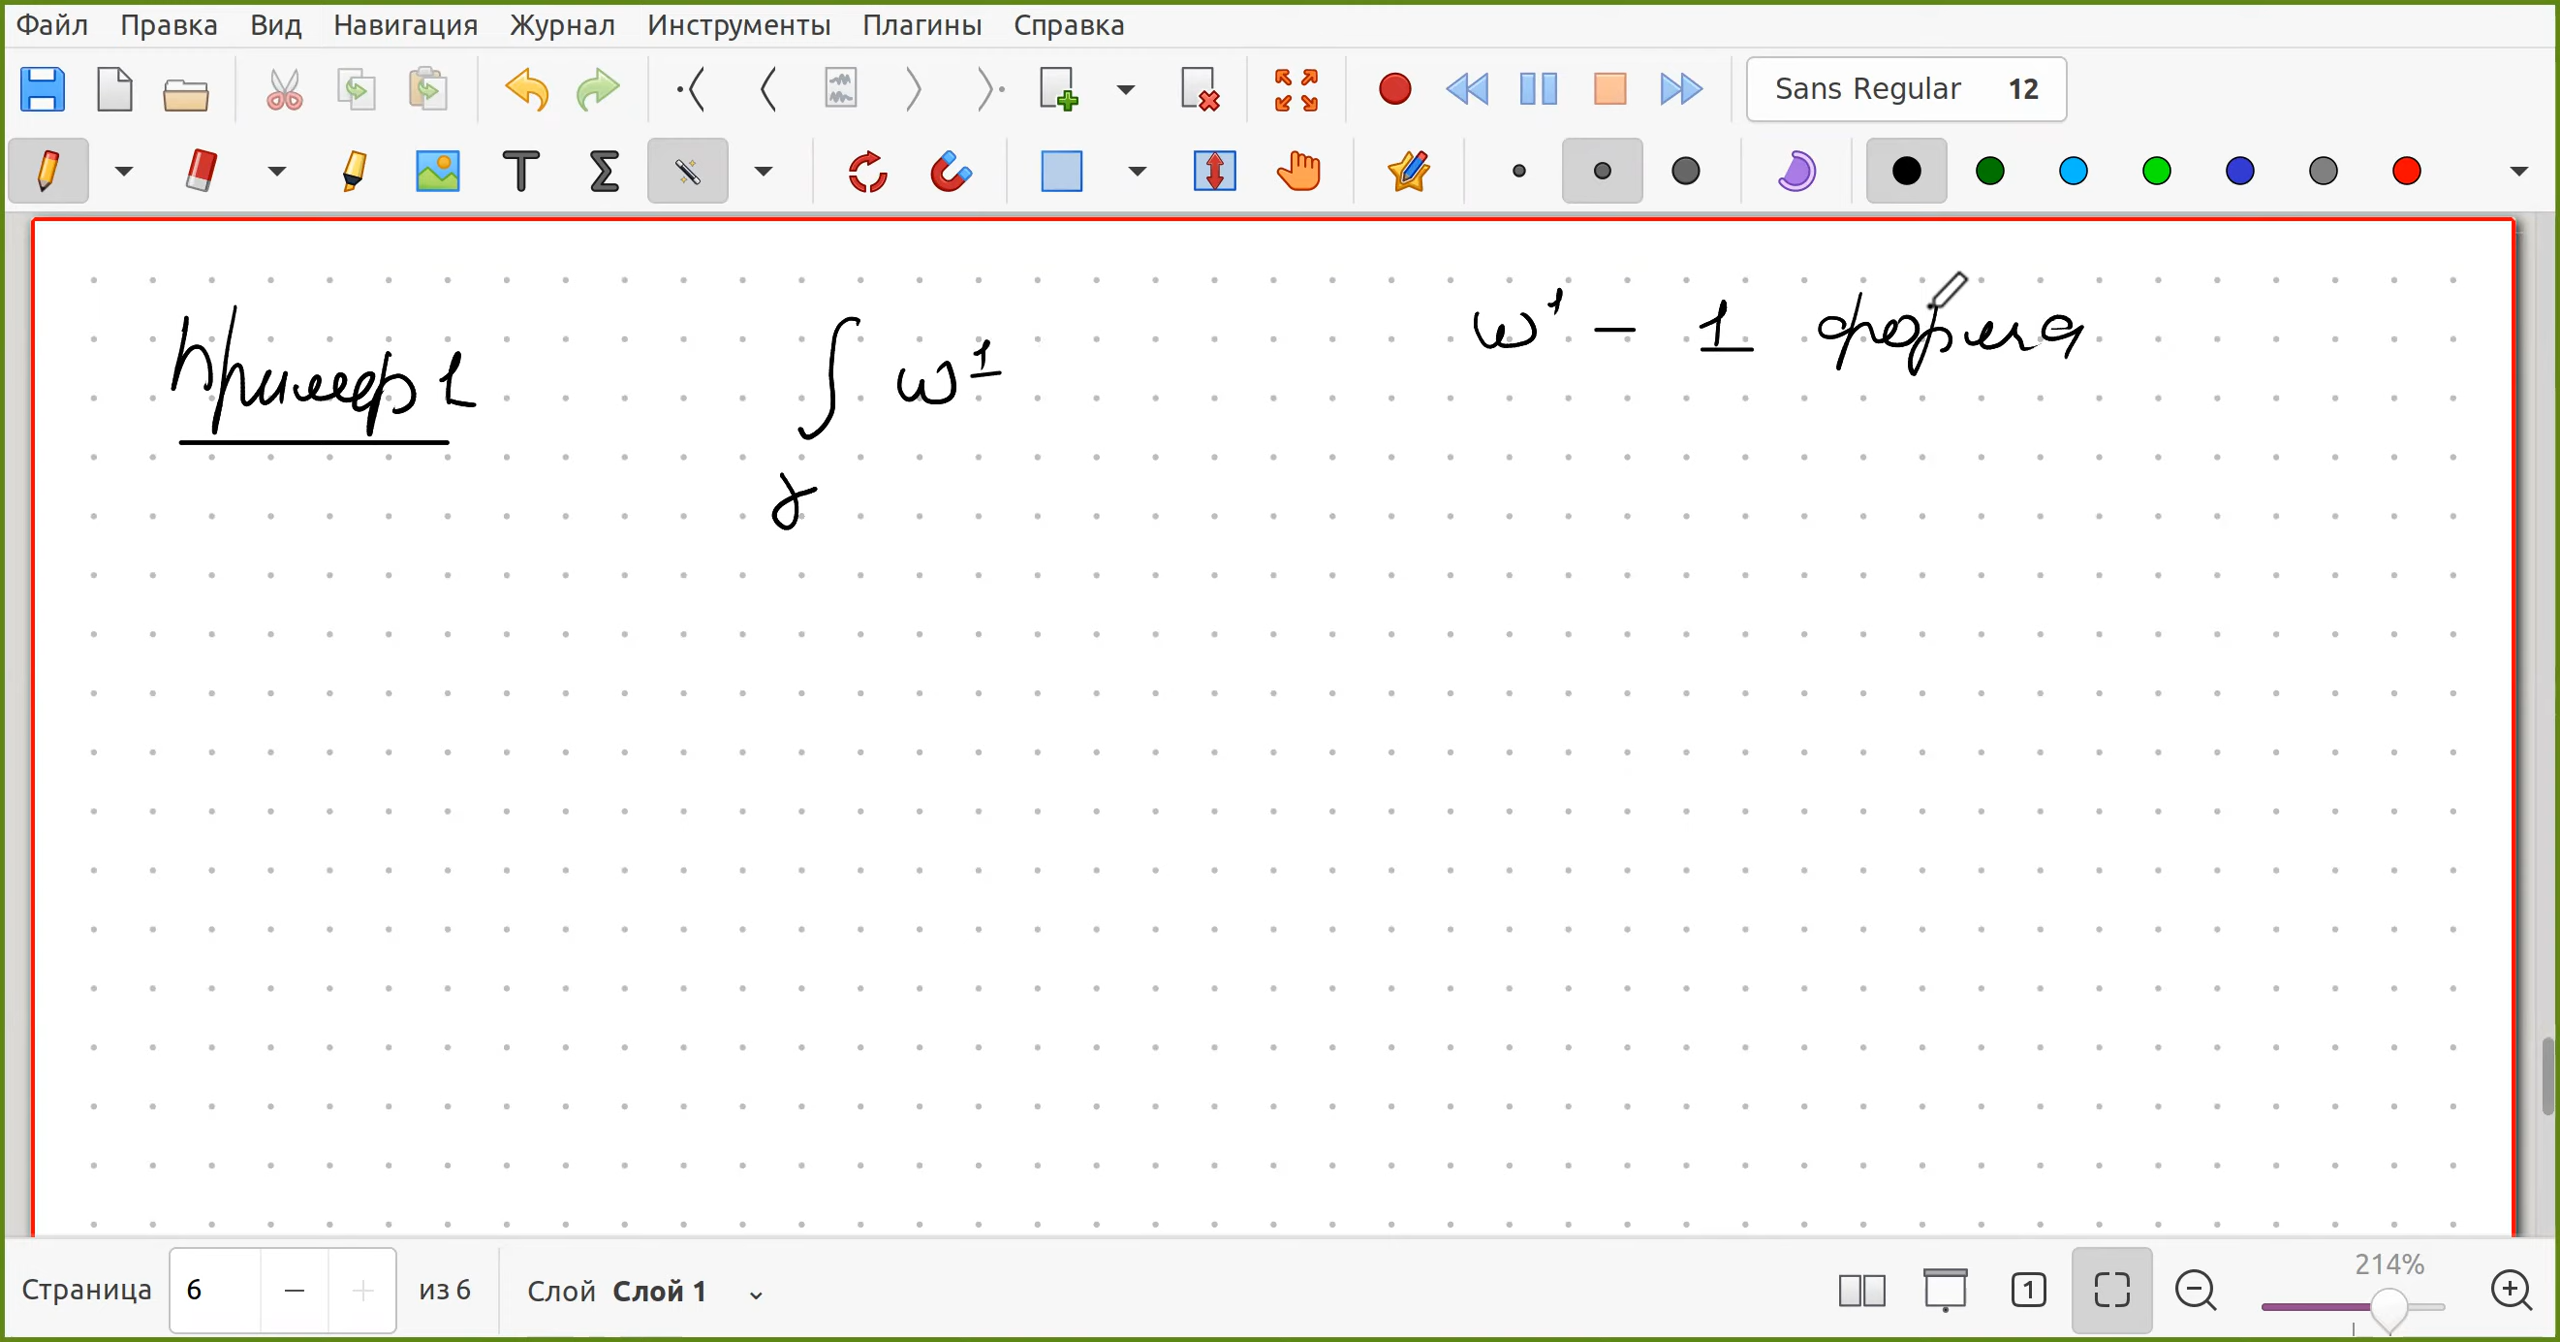 Файл Правка Вид Навигация Журнал Инструменты Плагины Справка
Sans Regular 12
T Σ
Пример 1 ∫ ω¹ ω¹ – 1 форма
γ
Страница 6 из 6 Слой Слой 1 1 214%